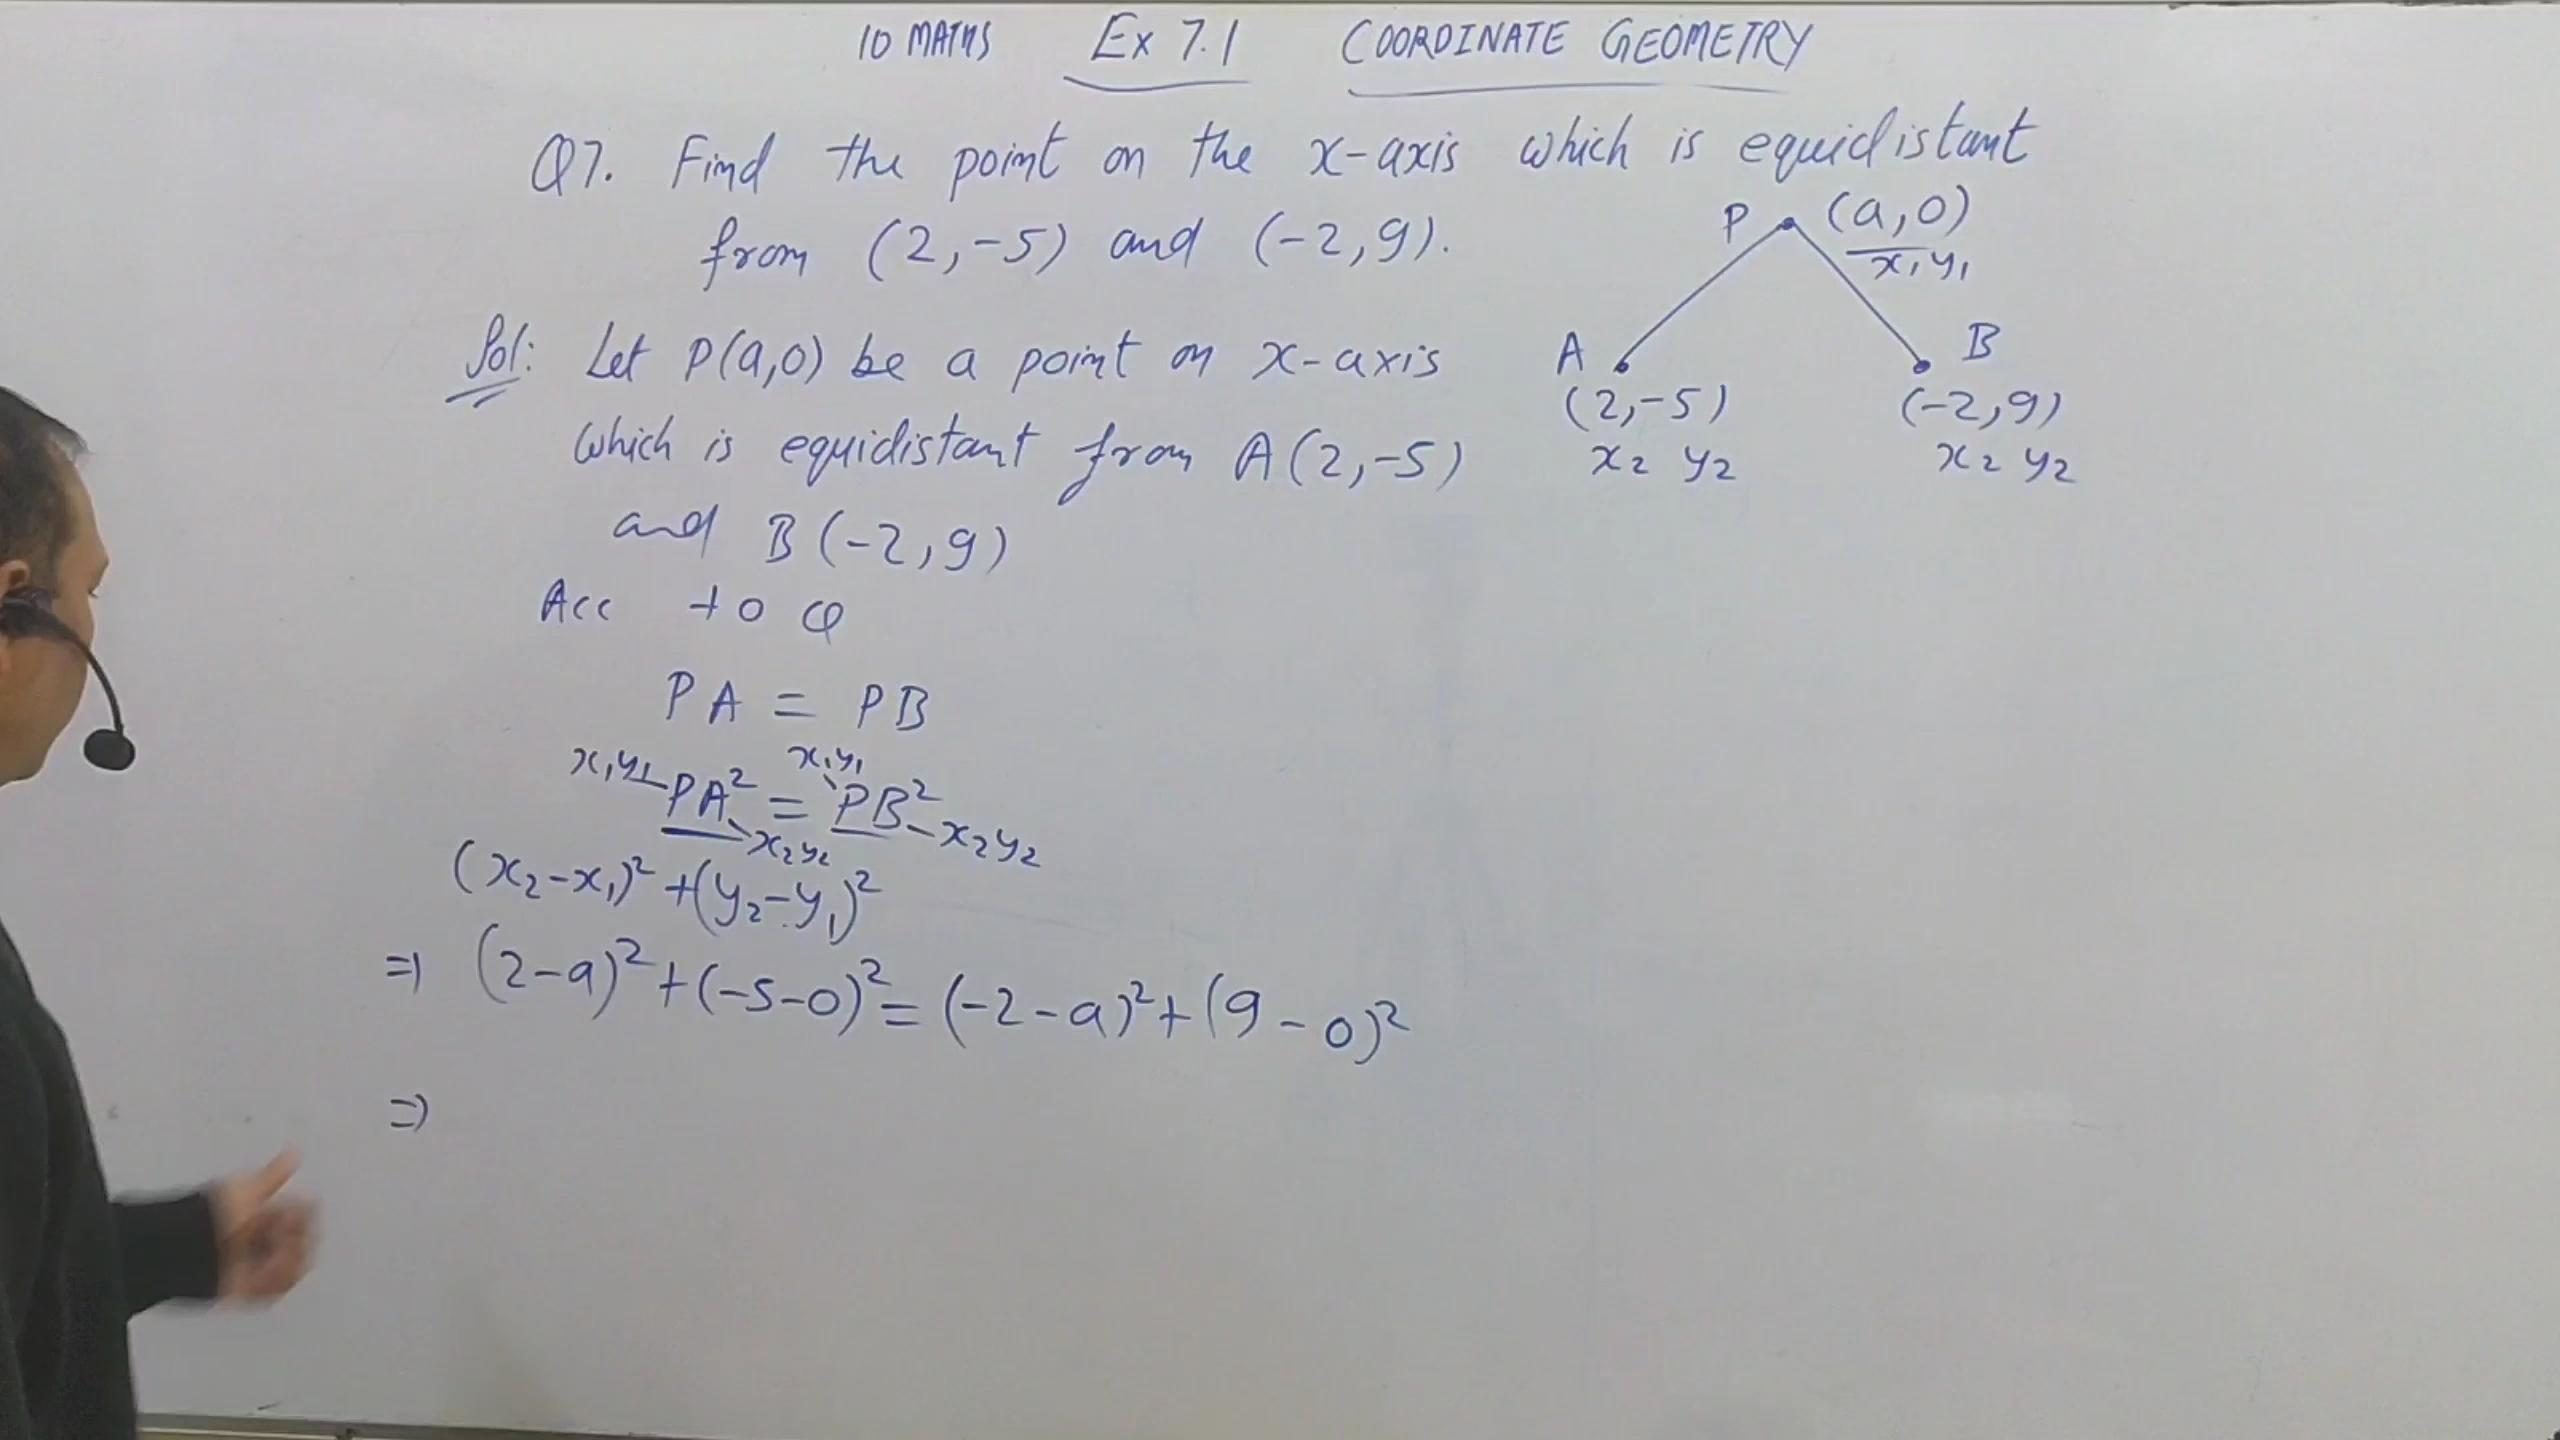 10 MATHS Ex 7.1 COORDINATE GEOMETRY
Q7. Find the point on the x-axis which is equidistant
from (2,-5) and (-2,9).
P (a,0)
x₁ y₁
A B
(2,-5) (-2,9)
x₂ y₂ x₂ y₂
Sol: Let P(a,0) be a point on x-axis
which is equidistant from A(2,-5)
and B(-2,9)
Acc to Q
PA = PB
x₁y₁ x₁y₁
PA² = PB²
x₂y₂ x₂y₂
(x₂-x₁)²+(y₂-y₁)²
⇒ (2-a)²+(-5-0)²=(-2-a)²+(9-0)²
⇒